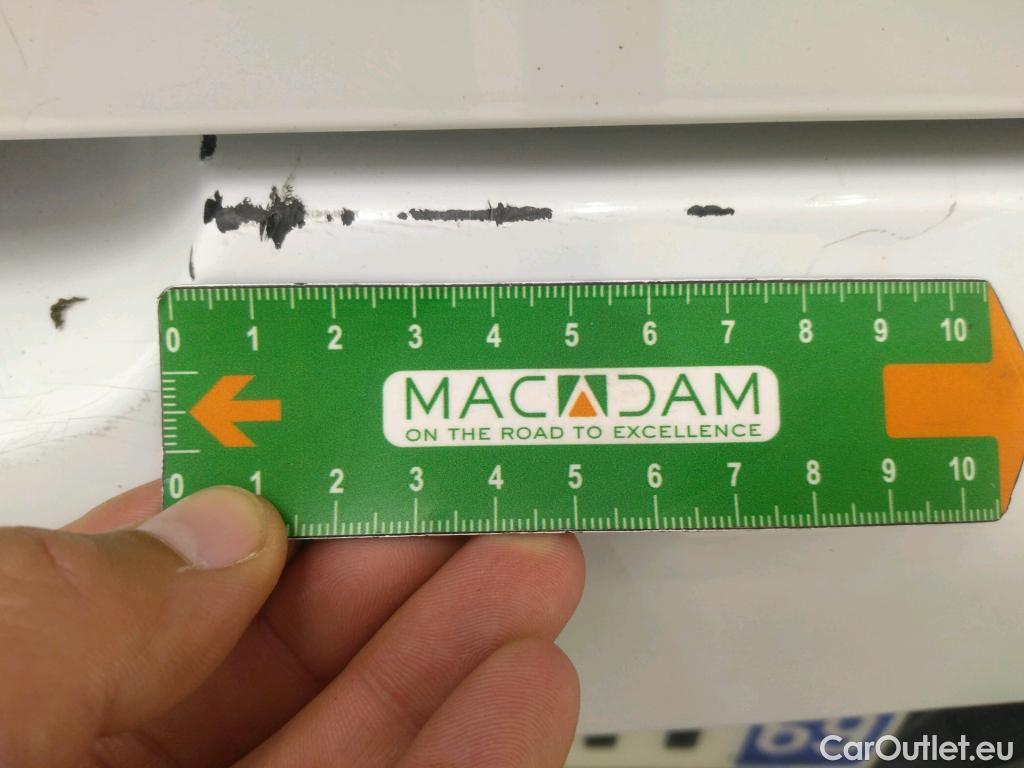 0 1 2 3 4 5 6 7 8 9 10
MACADAM
ON THE ROAD TO EXCELLENCE
0 1 2 3 4 5 6 7 8 9 10
69
CarOutlet.eu